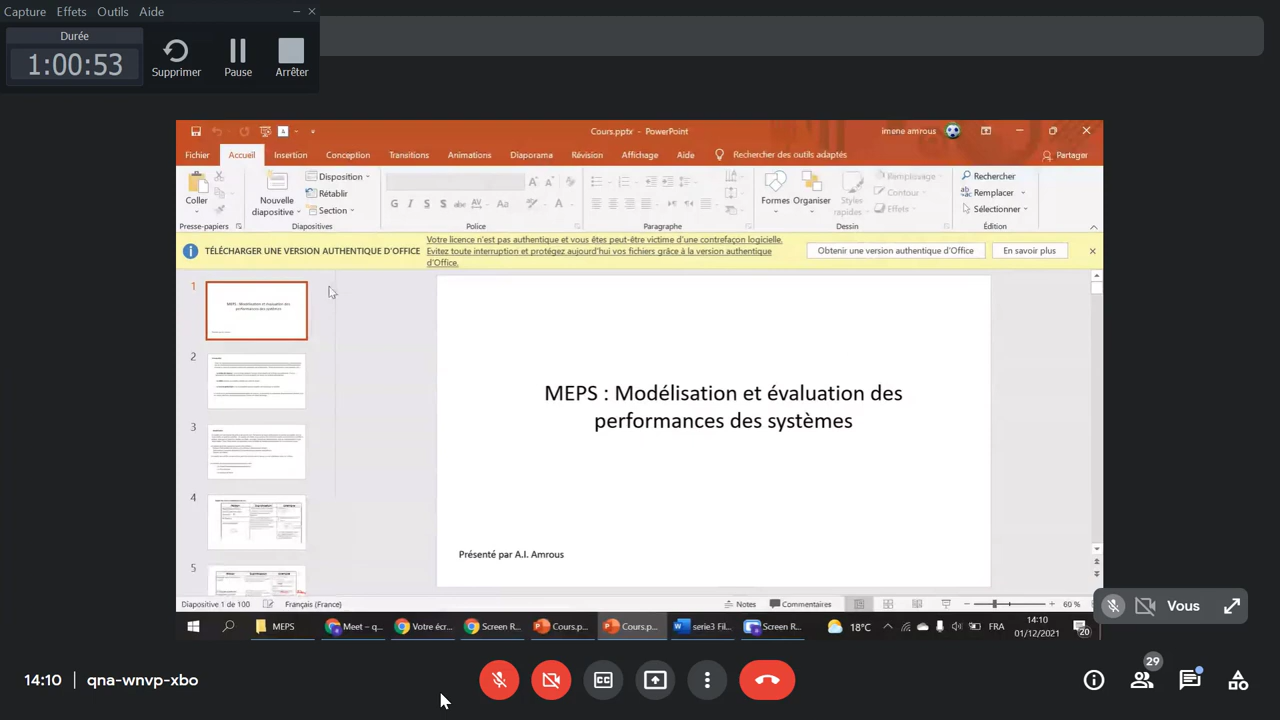 Capture Effets Outils Aide
Durée
1:00:53
Supprimer Pause Arrêter
Cours.pptx - PowerPoint
imene amrous
Fichier Accueil Insertion Conception Transitions Animations Diaporama Révision Affichage Aide Rechercher des outils adaptés Partager
Coller
Presse-papiers
Nouvelle
diapositive
Disposition
Rétablir
Section
Diapositives
Police
Paragraphe
Formes Organiser Styles
rapides
Remplissage
Contour
Effets
Dessin
Rechercher
Remplacer
Sélectionner
Édition
TÉLÉCHARGER UNE VERSION AUTHENTIQUE D'OFFICE
Votre licence n'est pas authentique et vous êtes peut-être victime d'une contrefaçon logicielle.
Evitez toute interruption et protégez aujourd'hui vos fichiers grâce à la version authentique
d'Office.
Obtenir une version authentique d'Office
En savoir plus
1
2
3
4
5
MEPS : Modélisation et évaluation des
performances des systèmes
Présenté par A.I. Amrous
Diapositive 1 de 100 Français (France) Notes Commentaires 60 %
MEPS Meet – q... Votre écr... Screen R... Cours.p... Cours.p... serie3 Fil... Screen R... 18°C FRA 14:10
01/12/2021
20
Vous
14:10 qna-wnvp-xbo
29